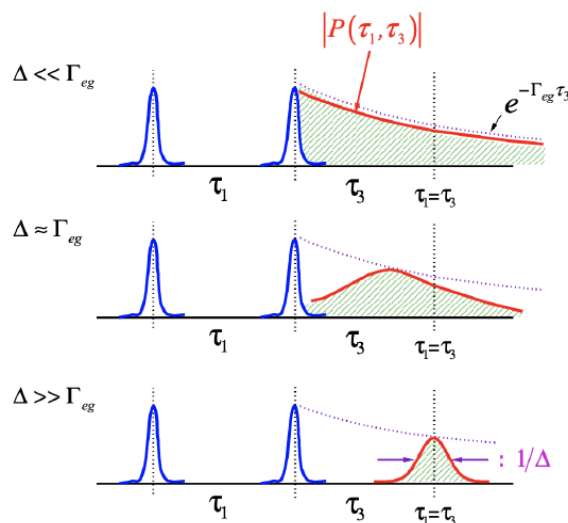 |P(τ₁,τ₃)|
Δ << Γeg
e^−Γegτ₃
τ₁ τ₃ τ₁=τ₃
Δ ≈ Γeg
τ₁ τ₃ τ₁=τ₃
Δ >> Γeg
: 1/Δ
τ₁ τ₃ τ₁=τ₃